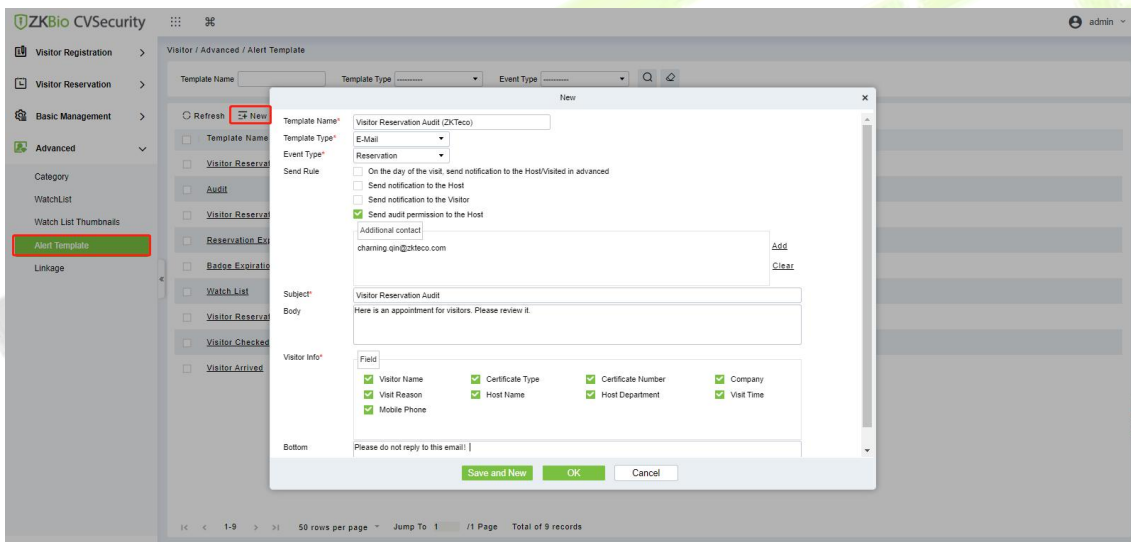 ZKBio CVSecurity
admin
Visitor Registration
Visitor Reservation
Basic Management
Advanced
Category
WatchList
Watch List Thumbnails
Alert Template
Linkage
Visitor / Advanced / Alert Template
Template Name
Template Type ----------
Event Type ----------
Refresh
New
Template Name
Visitor Reservat
Audit
Visitor Reservat
Reservation Exp
Badge Expiratio
Watch List
Visitor Reservat
Visitor Checked
Visitor Arrived
New
Template Name* Visitor Reservation Audit (ZKTeco)
Template Type* E-Mail
Event Type* Reservation
Send Rule On the day of the visit, send notification to the Host/Visited in advanced
Send notification to the Host
Send notification to the Visitor
Send audit permission to the Host
Additional contact
charning.qin@zkteco.com
Add
Clear
Subject* Visitor Reservation Audit
Body Here is an appointment for visitors. Please review it.
Visitor Info* Field
Visitor Name Certificate Type Certificate Number Company
Visit Reason Host Name Host Department Visit Time
Mobile Phone
Bottom Please do not reply to this email!
Save and New OK Cancel
1-9 50 rows per page Jump To 1 /1 Page Total of 9 records